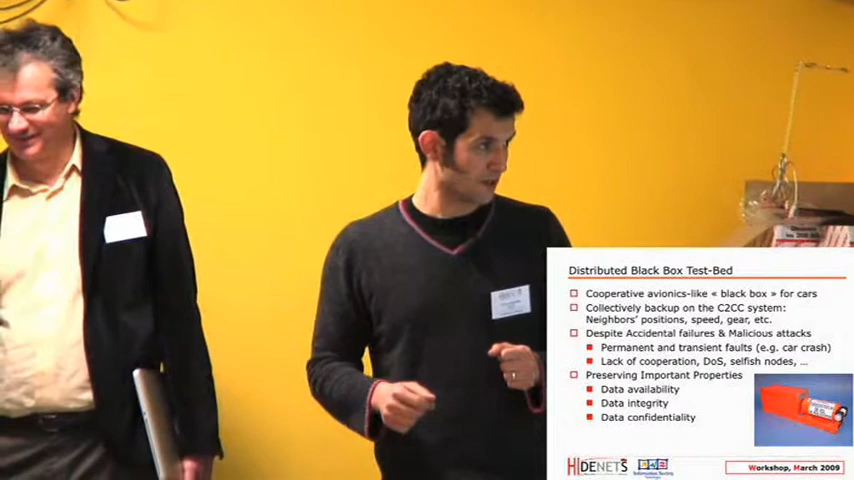 Distributed Black Box Test-Bed
Cooperative avionics-like « black box » for cars
Collectively backup on the C2CC system:
Neighbors' positions, speed, gear, etc.
Despite Accidental failures & Malicious attacks
Permanent and transient faults (e.g. car crash)
Lack of cooperation, DoS, selfish nodes, ...
Preserving Important Properties
Data availability
Data integrity
Data confidentiality
HIDENETS
Information Society
Workshop, March 2009